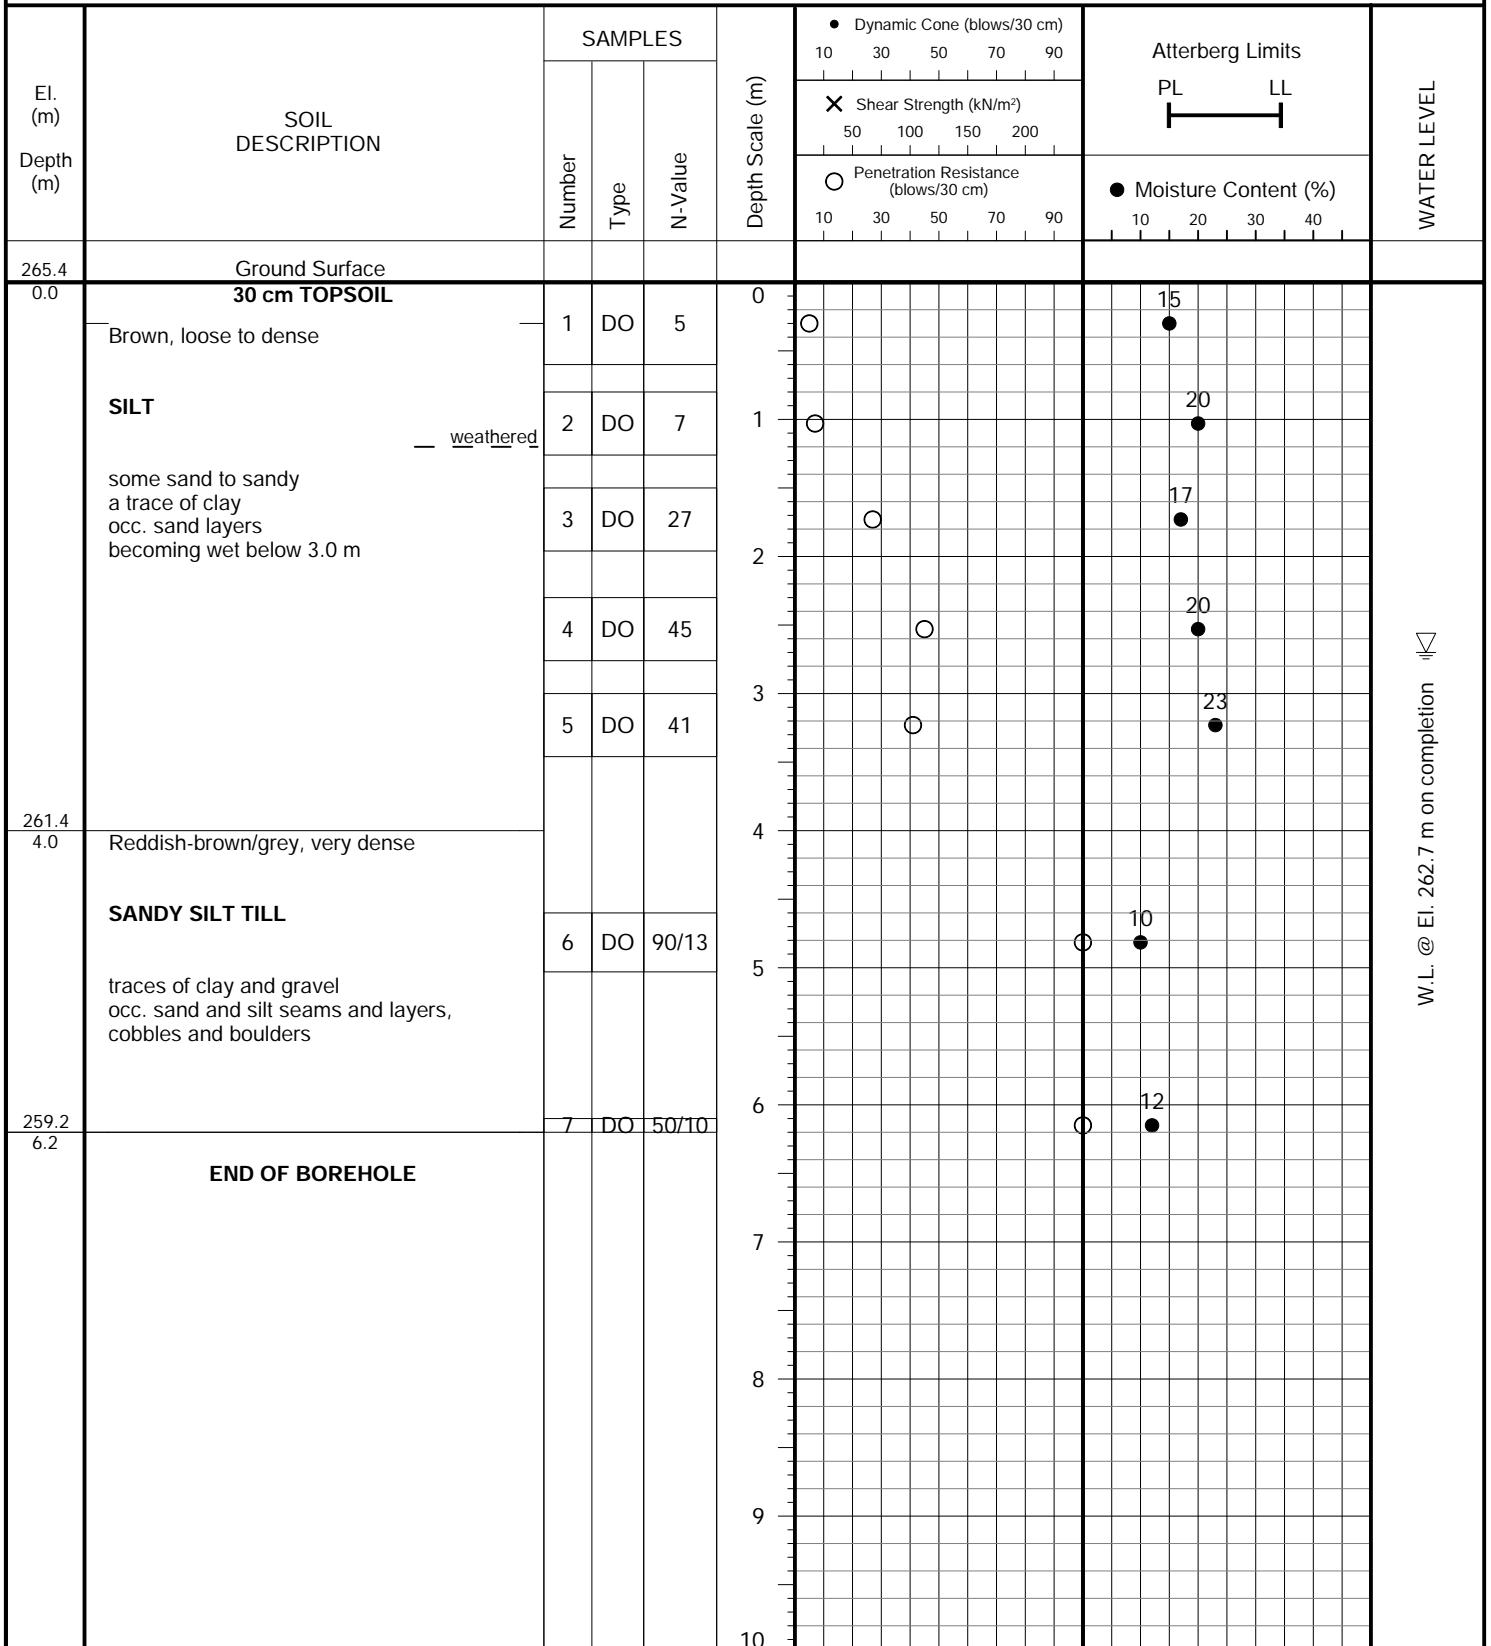 El.
(m)
Depth
(m)
SOIL
DESCRIPTION
SAMPLES
Number
Type
N-Value
Depth Scale (m)
Dynamic Cone (blows/30 cm)
10 30 50 70 90
Shear Strength (kN/m²)
50 100 150 200
Penetration Resistance
(blows/30 cm)
10 30 50 70 90
Atterberg Limits
PL LL
Moisture Content (%)
10 20 30 40
WATER LEVEL
265.4 Ground Surface
0.0 30 cm TOPSOIL 0
15
1 DO 5
Brown, loose to dense
SILT
20
2 DO 7 1
weathered
some sand to sandy
a trace of clay
occ. sand layers
becoming wet below 3.0 m
17
3 DO 27
2
20
4 DO 45
3
23
5 DO 41
W.L. @ El. 262.7 m on completion
261.4
4.0 Reddish-brown/grey, very dense 4
SANDY SILT TILL
10
6 DO 90/13
5
traces of clay and gravel
occ. sand and silt seams and layers,
cobbles and boulders
6 12
259.2 7 DO 50/10
6.2
END OF BOREHOLE
7
8
9
10